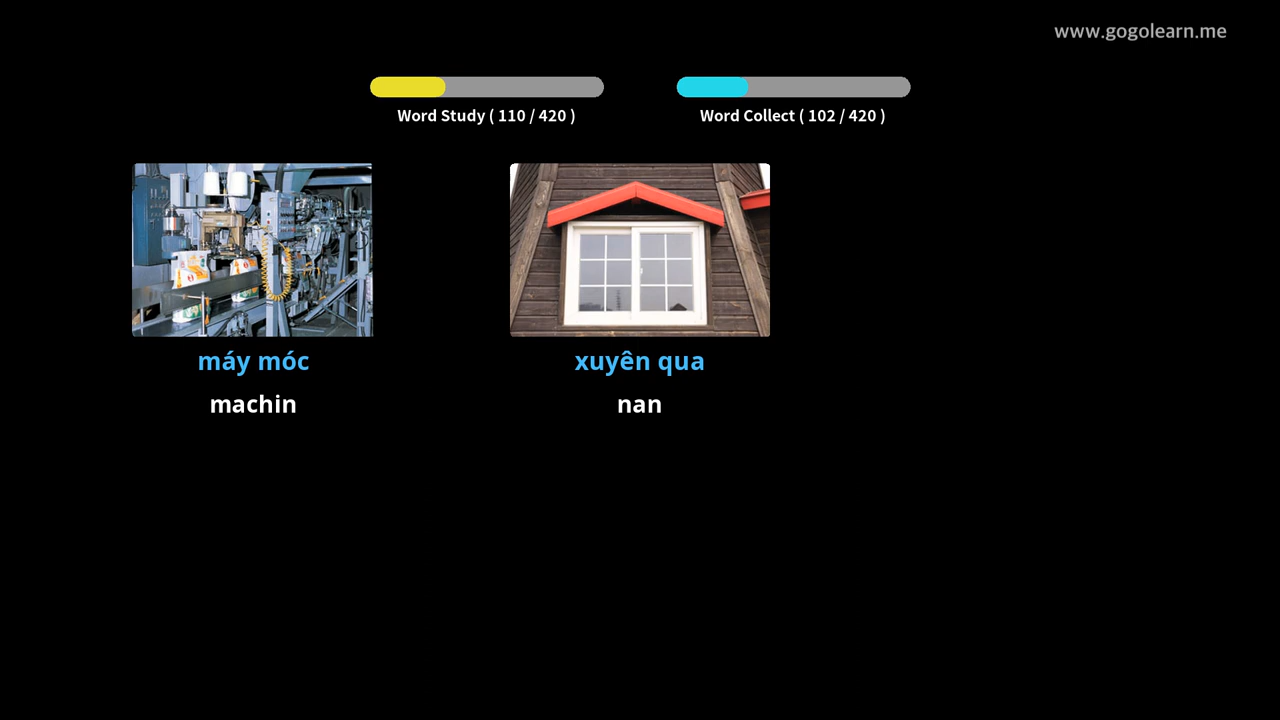 www.gogolearn.me
Word Study ( 110 / 420 )
Word Collect ( 102 / 420 )
máy móc
machin
xuyên qua
nan